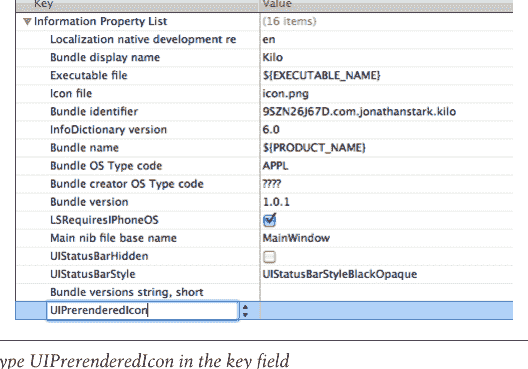 Key Value
Information Property List (16 items)
Localization native development re en
Bundle display name Kilo
Executable file ${EXECUTABLE_NAME}
Icon file icon.png
Bundle identifier 9SZN26J67D.com.jonathanstark.kilo
InfoDictionary version 6.0
Bundle name ${PRODUCT_NAME}
Bundle OS Type code APPL
Bundle creator OS Type code ????
Bundle version 1.0.1
LSRequiresIPhoneOS
Main nib file base name MainWindow
UIStatusBarHidden
UIStatusBarStyle UIStatusBarStyleBlackOpaque
Bundle versions string, short
UIPrerenderedIcon
ype UIPrerenderedIcon in the key field